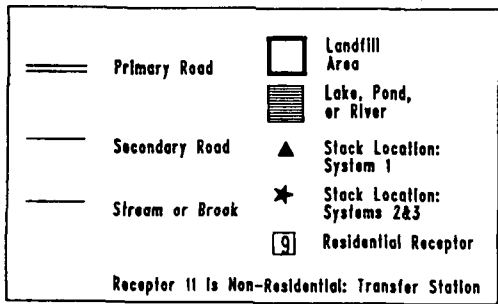 Primary Road
Landfill
Area
Lake, Pond,
or River
Secondary Road
Stack Location:
System 1
Stream or Brook
Stack Location:
Systems 2&3
9
Residential Receptor
Receptor 11 Is Non-Residential: Transfer Station